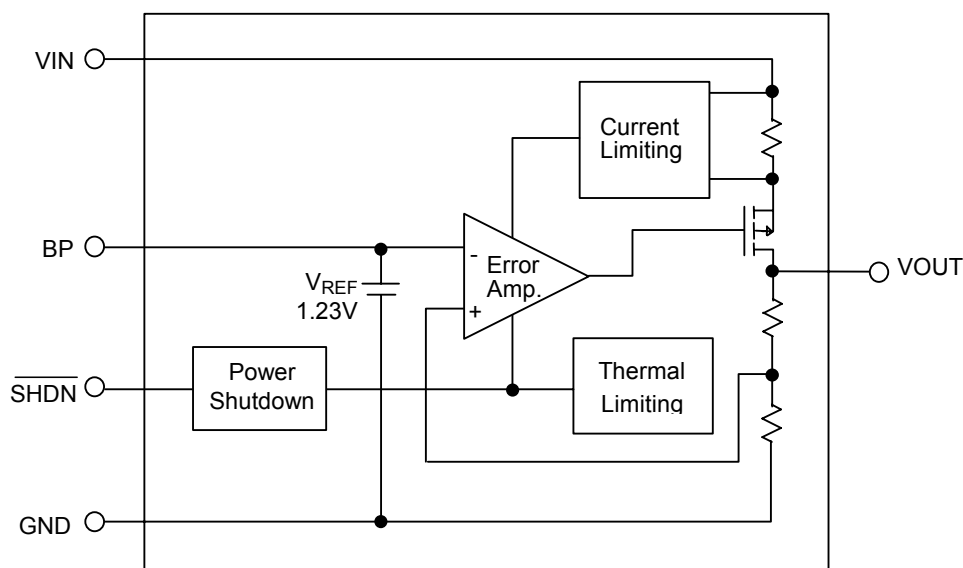 VIN
Current
Limiting
BP
-
Error
Amp.
+
VREF
1.23V
VOUT
SHDN
Power
Shutdown
Thermal
Limiting
GND